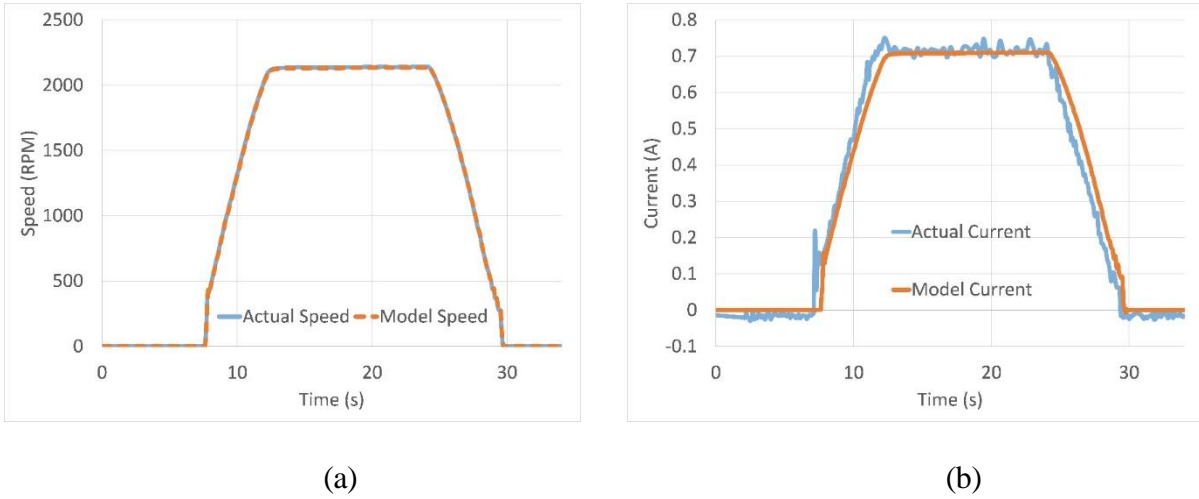 2500
2000
1500
1000
500
0
Speed (RPM)
Actual Speed
Model Speed
0 10 20 30
Time (s)
(a)
0.8
0.7
0.6
0.5
0.4
0.3
0.2
0.1
0
-0.1
Current (A)
Actual Current
Model Current
0 10 20 30
Time (s)
(b)